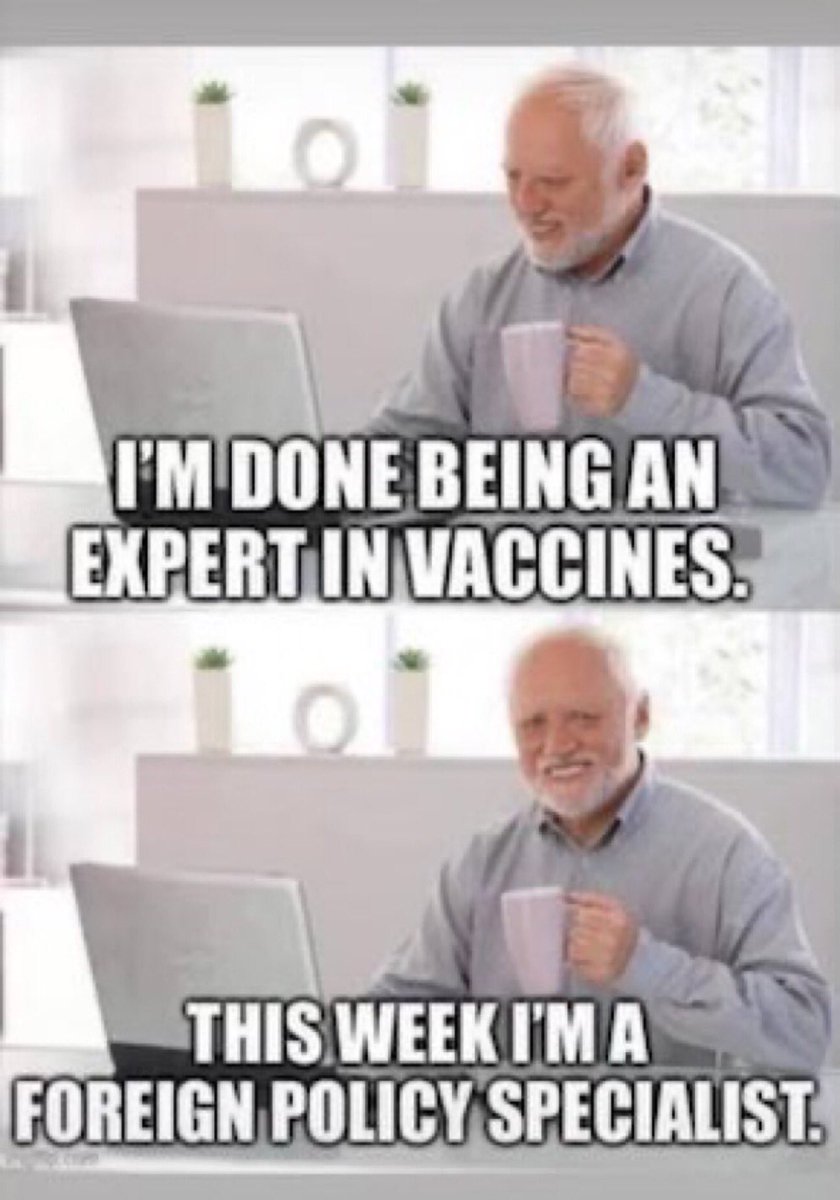 I'M DONE BEING AN
EXPERT IN VACCINES.
THIS WEEK I'M A
FOREIGN POLICY SPECIALIST.